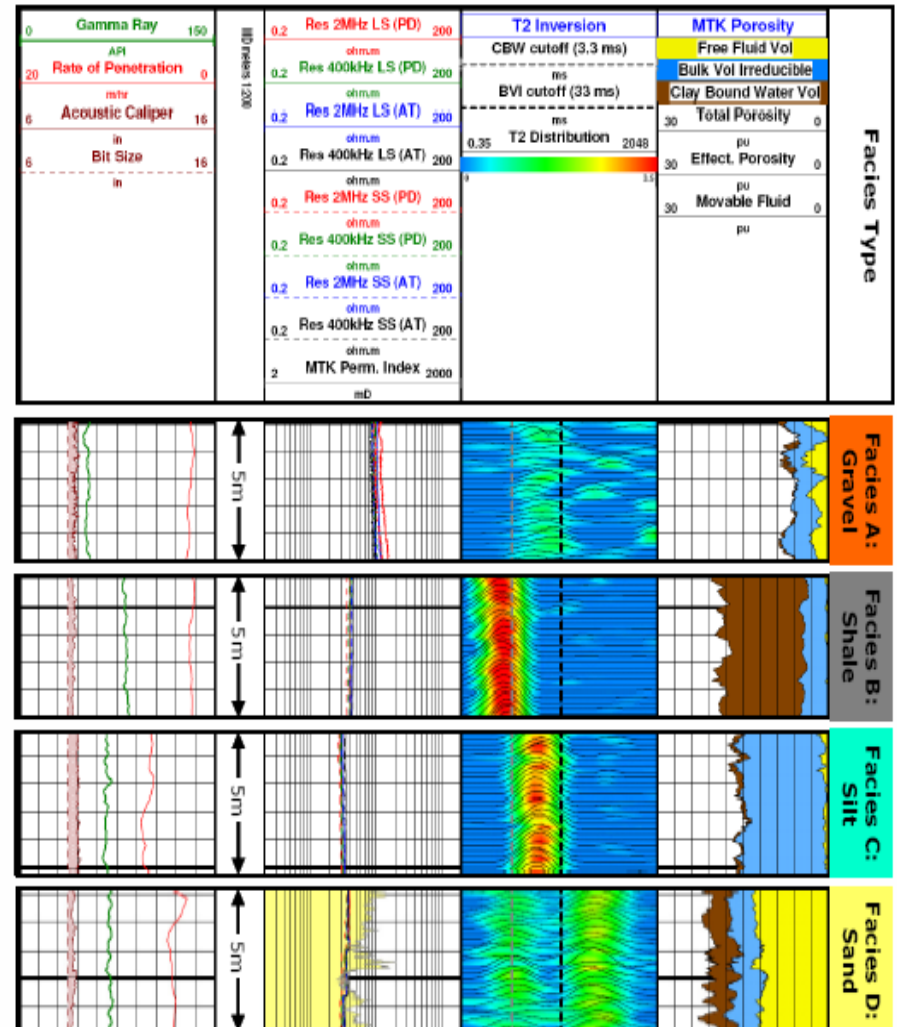 0 Gamma Ray 150
API
20 Rate of Penetration 0
m/hr
6 Acoustic Caliper 16
in
6 Bit Size 16
in
MD meters 1:200
0.2 Res 2MHz LS (PD) 200
ohm.m
0.2 Res 400kHz LS (PD) 200
ohm.m
0.2 Res 2MHz LS (AT) 200
ohm.m
0.2 Res 400kHz LS (AT) 200
ohm.m
0.2 Res 2MHz SS (PD) 200
ohm.m
0.2 Res 400kHz SS (PD) 200
ohm.m
0.2 Res 2MHz SS (AT) 200
ohm.m
0.2 Res 400kHz SS (AT) 200
ohm.m
2 MTK Perm. Index 2000
mD
T2 Inversion
CBW cutoff (3.3 ms)
ms
BVI cutoff (33 ms)
ms
0.35 T2 Distribution 2048
0 3.5
MTK Porosity
Free Fluid Vol
Bulk Vol Irreducible
Clay Bound Water Vol
30 Total Porosity 0
pu
30 Effect. Porosity 0
pu
30 Movable Fluid 0
pu
Facies Type
5m
Facies A:
Gravel
5m
Facies B:
Shale
5m
Facies C:
Silt
5m
Facies D:
Sand